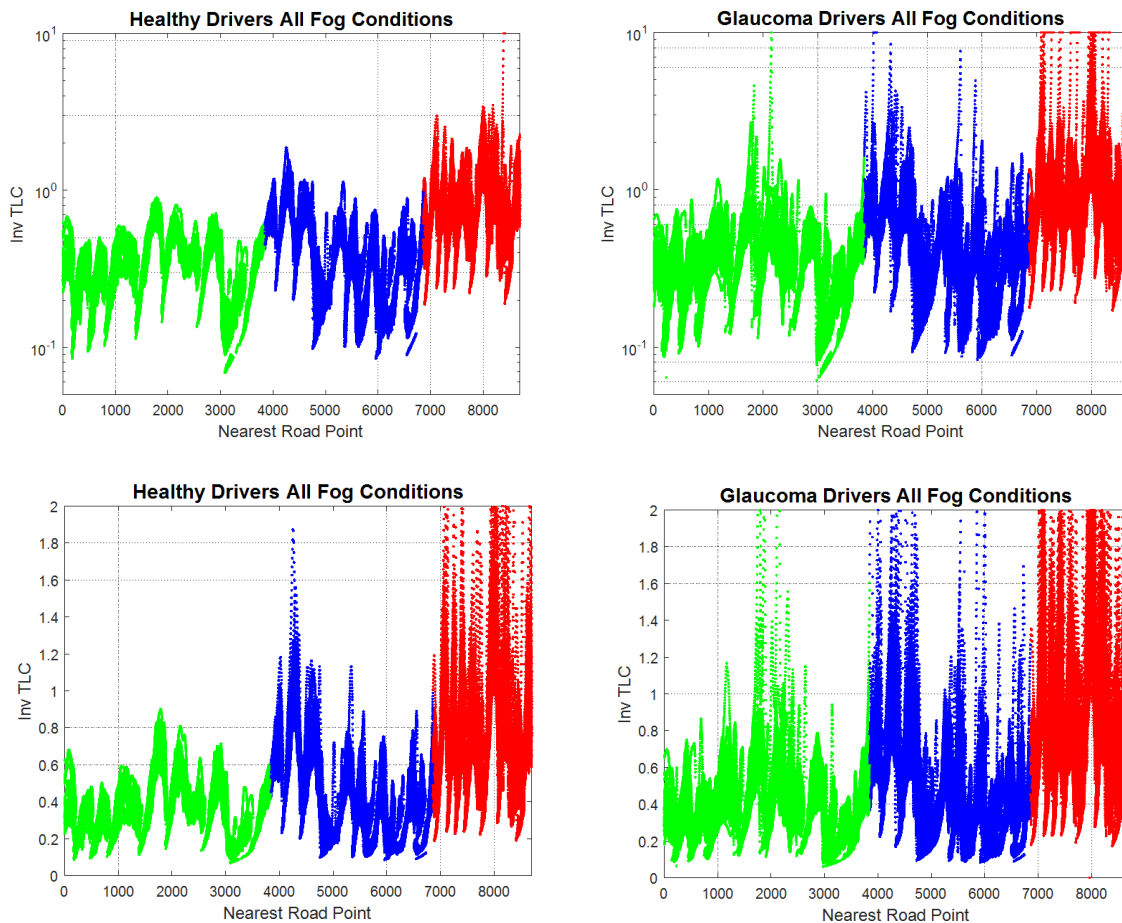 Healthy Drivers All Fog Conditions
Inv TLC
10^1
10^0
10^-1
0 1000 2000 3000 4000 5000 6000 7000 8000
Nearest Road Point
Glaucoma Drivers All Fog Conditions
Inv TLC
10^1
10^0
10^-1
0 1000 2000 3000 4000 5000 6000 7000 8000
Nearest Road Point
Healthy Drivers All Fog Conditions
Inv TLC
2
1.8
1.6
1.4
1.2
1
0.8
0.6
0.4
0.2
0
0 1000 2000 3000 4000 5000 6000 7000 8000
Nearest Road Point
Glaucoma Drivers All Fog Conditions
Inv TLC
2
1.8
1.6
1.4
1.2
1
0.8
0.6
0.4
0.2
0
0 1000 2000 3000 4000 5000 6000 7000 8000
Nearest Road Point